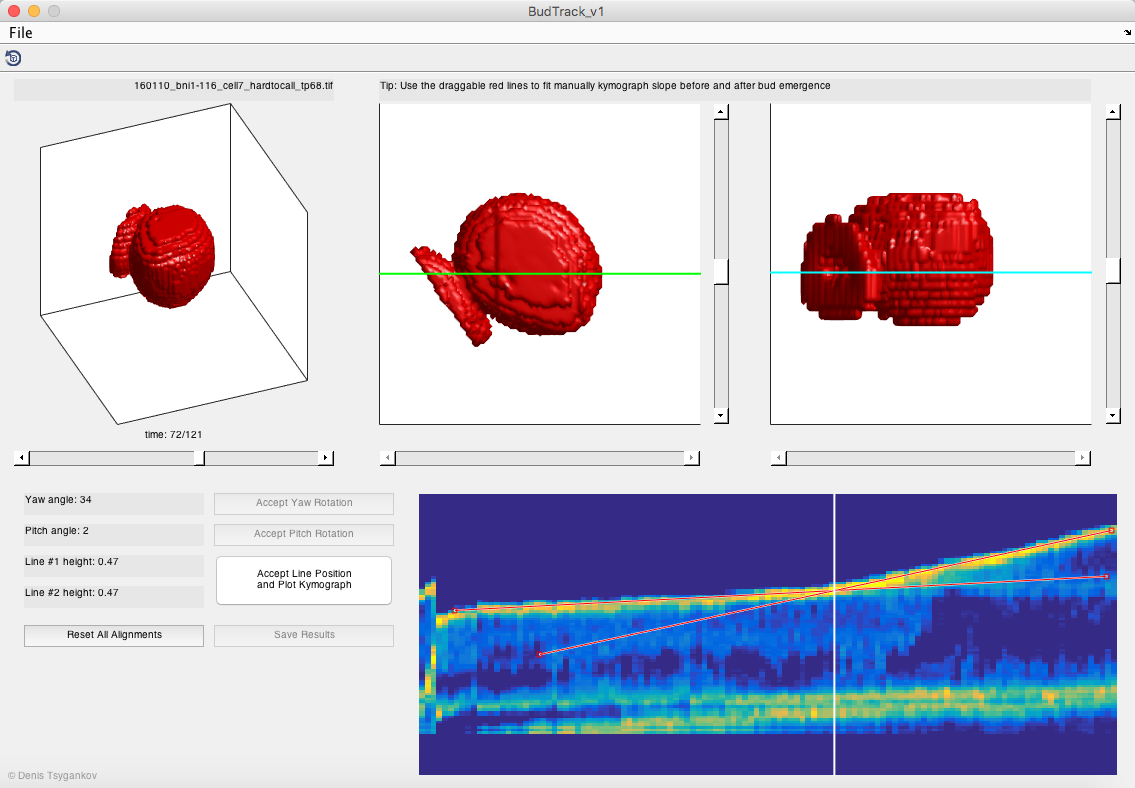 BudTrack_v1
File
160110_bni1-116_cell7_hardtocall_tp68.tif
Tip: Use the draggable red lines to fit manually kymograph slope before and after bud emergence
time: 72/121
Yaw angle: 34
Accept Yaw Rotation
Pitch angle: 2
Accept Pitch Rotation
Line #1 height: 0.47
Accept Line Position
and Plot Kymograph
Line #2 height: 0.47
Reset All Alignments
Save Results
© Denis Tsygankov